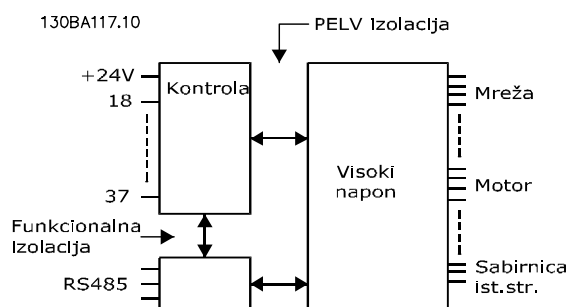 130BA117.10
PELV Izolacija
+24V
Kontrola
18
Mreža
Visoki
napon
37
Motor
Funkcionalna
Izolacija
RS485
Sabirnica
ist.str.